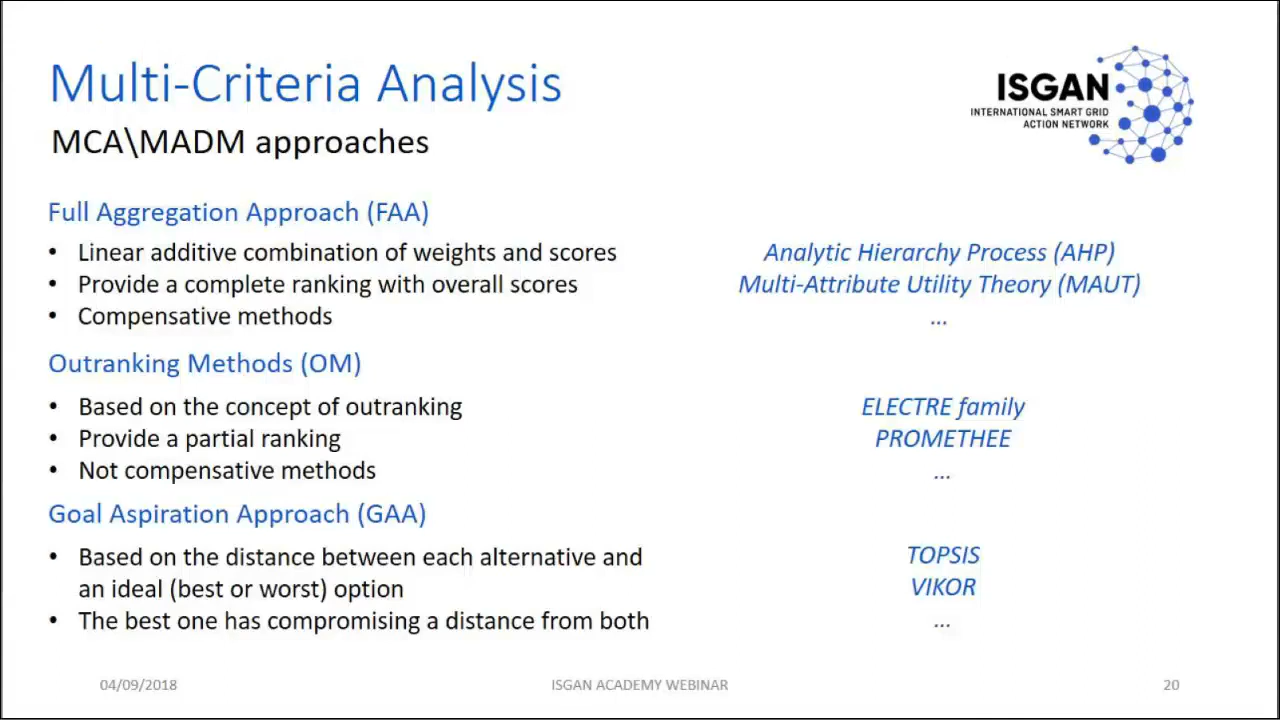 Multi-Criteria Analysis
MCA\MADM approaches
ISGAN
INTERNATIONAL SMART GRID
ACTION NETWORK
Full Aggregation Approach (FAA)
• Linear additive combination of weights and scores
• Provide a complete ranking with overall scores
• Compensative methods
Analytic Hierarchy Process (AHP)
Multi-Attribute Utility Theory (MAUT)
...
Outranking Methods (OM)
• Based on the concept of outranking
• Provide a partial ranking
• Not compensative methods
ELECTRE family
PROMETHEE
...
Goal Aspiration Approach (GAA)
• Based on the distance between each alternative and
an ideal (best or worst) option
• The best one has compromising a distance from both
TOPSIS
VIKOR
...
04/09/2018
ISGAN ACADEMY WEBINAR
20